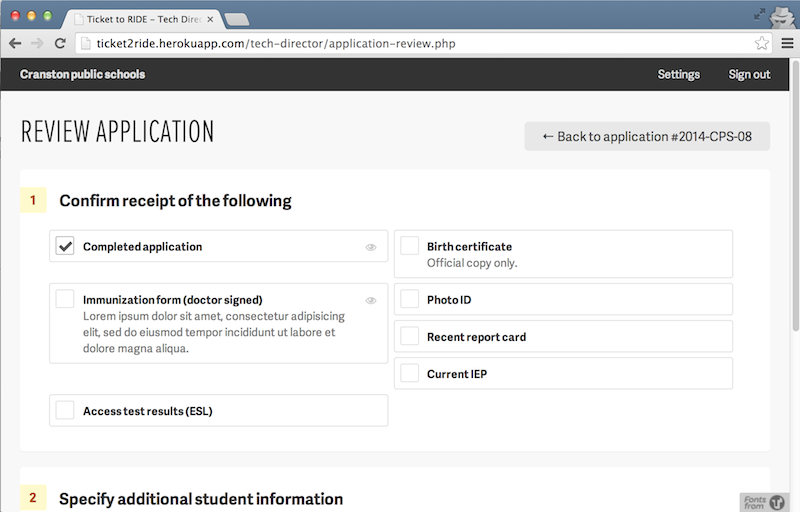 Ticket to RIDE – Tech Direc
ticket2ride.herokuapp.com/tech-director/application-review.php
Cranston public schools
Settings
Sign out
REVIEW APPLICATION
← Back to application #2014-CPS-08
1
Confirm receipt of the following
Completed application
Birth certificate
Official copy only.
Immunization form (doctor signed)
Lorem ipsum dolor sit amet, consectetur adipisicing
elit, sed do eiusmod tempor incididunt ut labore et
dolore magna aliqua.
Photo ID
Recent report card
Current IEP
Access test results (ESL)
2
Specify additional student information
Fonts
from